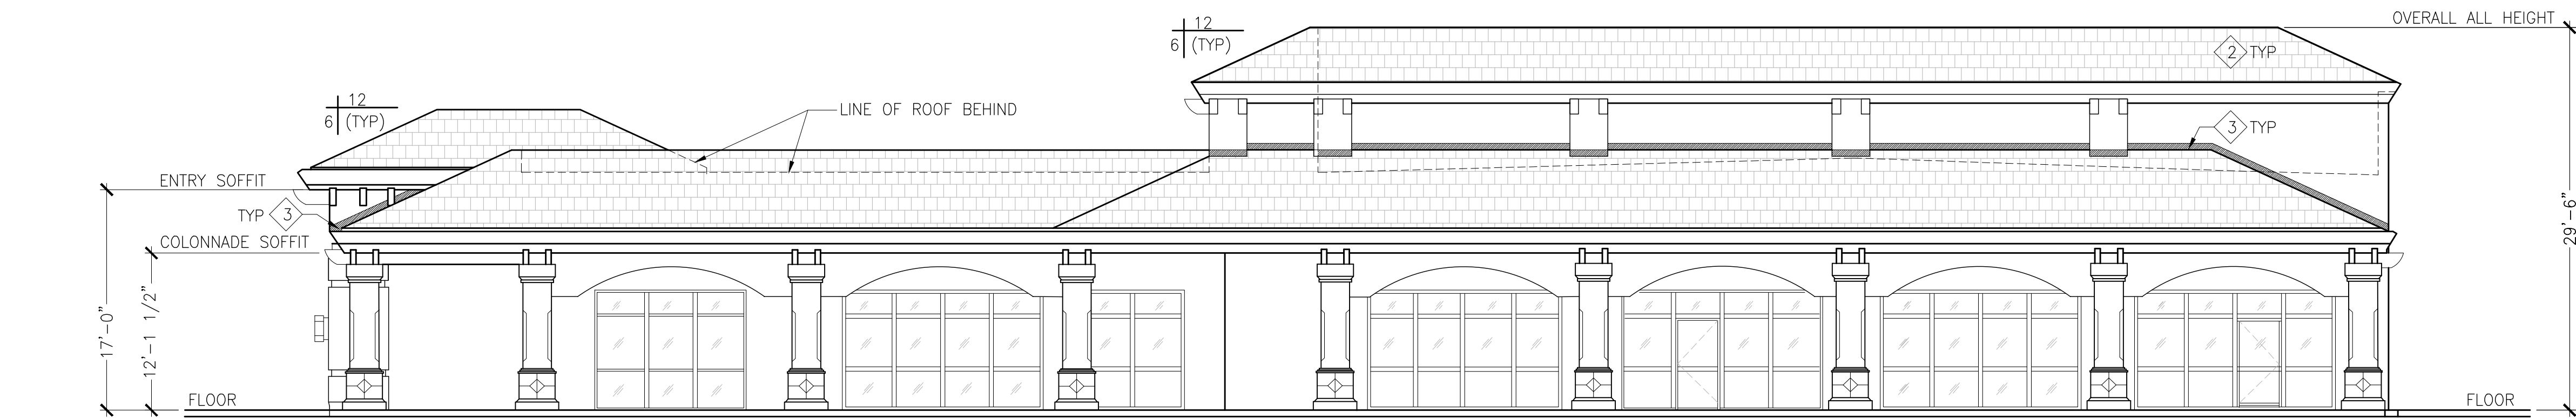 OVERALL ALL HEIGHT
12
6 (TYP)
2 TYP
12
6 (TYP)
LINE OF ROOF BEHIND
3 TYP
ENTRY SOFFIT
TYP 3
COLONNADE SOFFIT
29'-6"
17'-0"
12'-1 1/2"
FLOOR
FLOOR